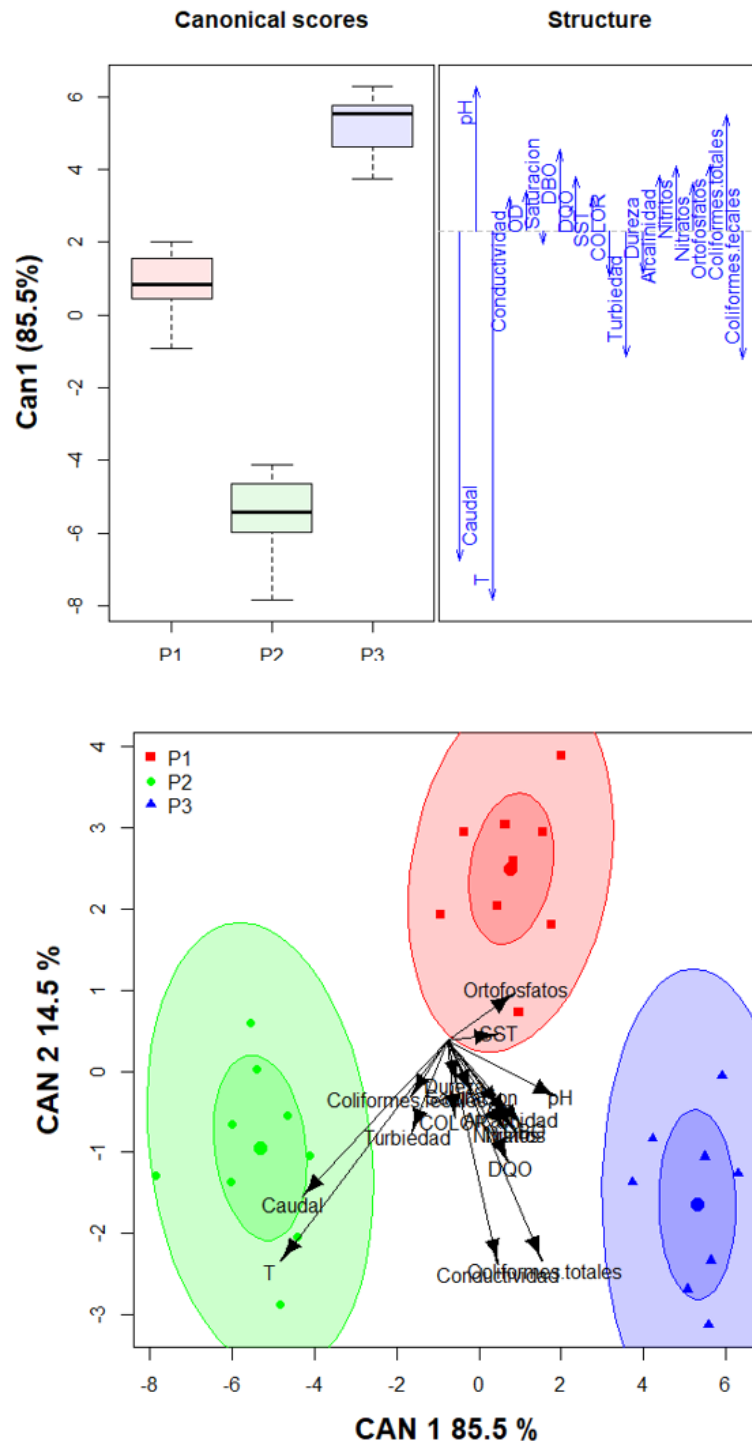 Canonical scores
Structure
Can1 (85.5%)
6
4
2
0
-2
-4
-6
-8
P1
P2
P3
Caudal
pH
T
Conductividad
OD
Saturacion
DBO
DQO
SST
COLOR
Turbiedad
Dureza
Alcalinidad
Nitritos
Nitratos
Ortofosfatos
Coliformes.totales
Coliformes.fecales
P1
P2
P3
CAN 2 14.5 %
4
3
2
1
0
-1
-2
-3
Ortofosfatos
SST
Dureza
pH
COLOR
Turbiedad
DQO
Caudal
T
Conductividad
Coliformes.totales
-8
-6
-4
-2
0
2
4
6
CAN 1 85.5 %